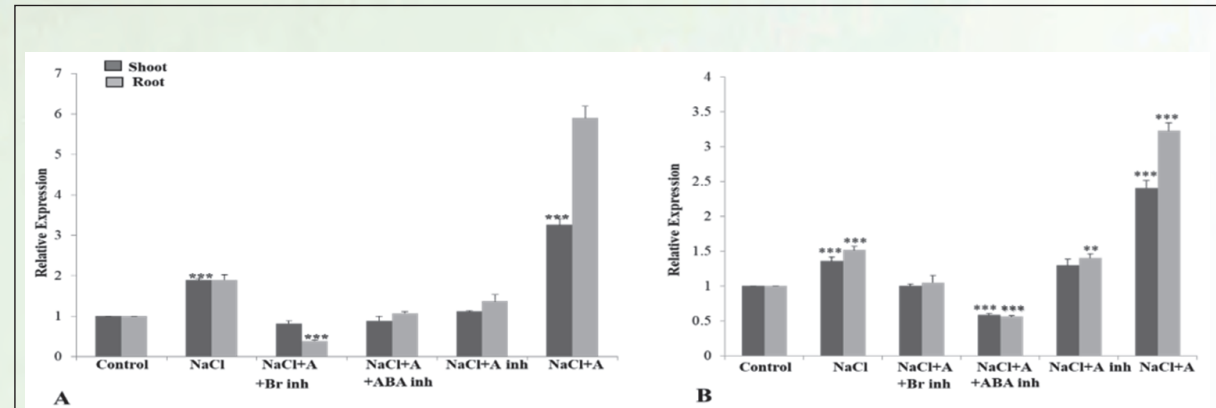 Shoot
Root
Relative Expression
7
6
5
4
3
2
1
0
***
***
***
Control NaCl NaCl+A NaCl+A NaCl+A inh NaCl+A
+Br inh +ABA inh
A
Relative Expression
4
3.5
3
2.5
2
1.5
1
0.5
0
*** ***
*** ***
**
*** ***
Control NaCl NaCl+A NaCl+A NaCl+A inh NaCl+A
+Br inh +ABA inh
B